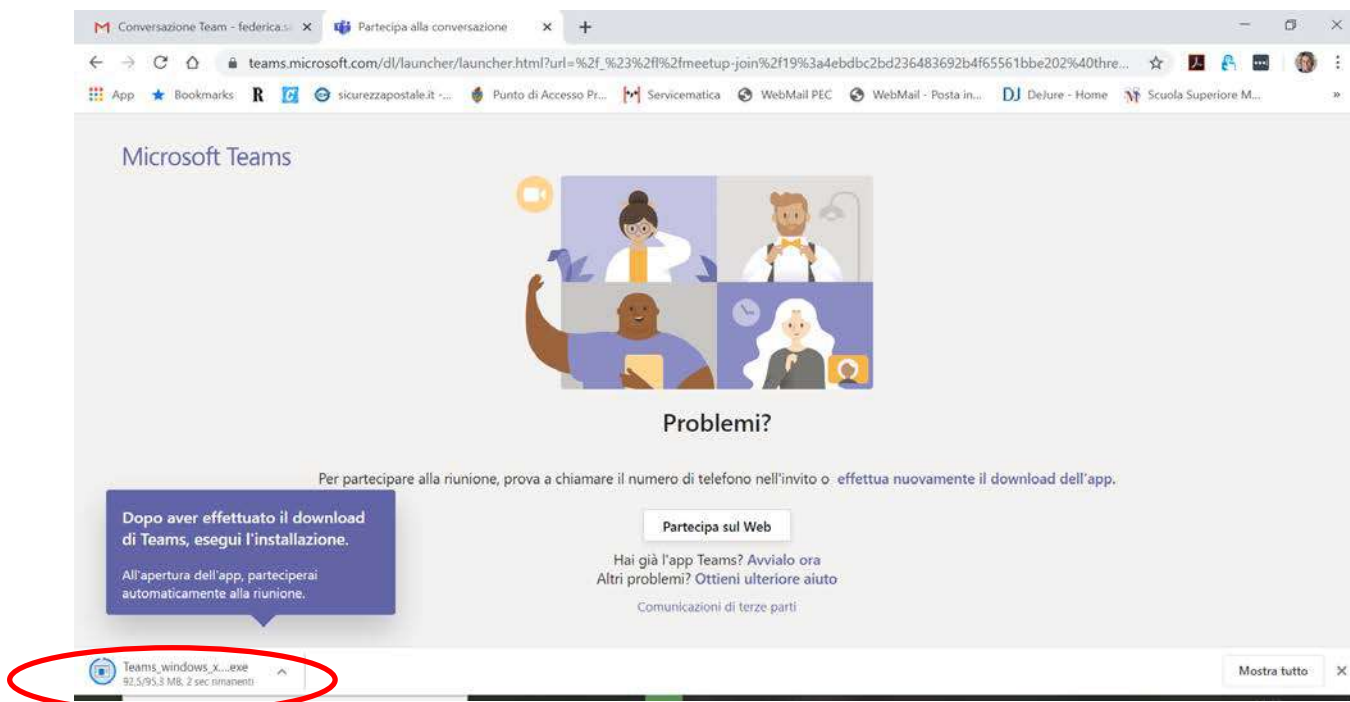 Conversazione Team - federica.s
Partecipa alla conversazione
teams.microsoft.com/dl/launcher/launcher.html?url=%2f_%23%2fl%2fmeetup-join%2f19%3a4ebdbc2bd236483692b4f65561bbe202%40thre...
App
Bookmarks
R
G
sicurezzapostale.it -...
Punto di Accesso Pr...
Servicematica
WebMail PEC
WebMail - Posta in...
DJ DeJure - Home
Scuola Superiore M...
»
Microsoft Teams
Problemi?
Per partecipare alla riunione, prova a chiamare il numero di telefono nell'invito o effettua nuovamente il download dell'app.
Dopo aver effettuato il download
di Teams, esegui l'installazione.
All'apertura dell'app, parteciperai
automaticamente alla riunione.
Partecipa sul Web
Hai già l'app Teams? Avvialo ora
Altri problemi? Ottieni ulteriore aiuto
Comunicazioni di terze parti
Teams_windows_x....exe
92,5/95,3 MB, 2 sec rimanenti
Mostra tutto